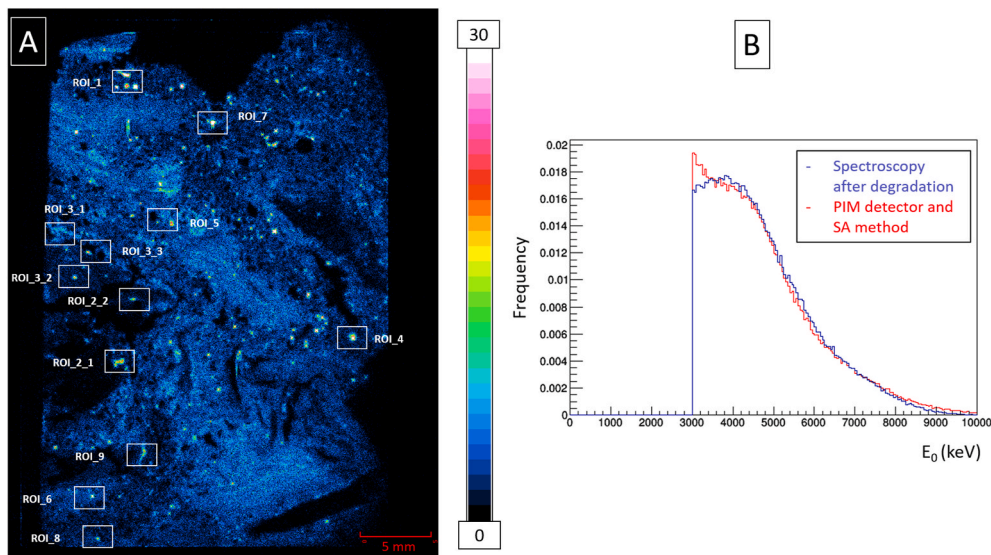 A
30
B
ROI_1
ROI_7
ROI_3_1
ROI_5
ROI_3_3
ROI_3_2
ROI_2_2
ROI_4
ROI_2_1
ROI_9
ROI_6
ROI_8
5 mm
0
Frequency
0.02
0.018
0.016
0.014
0.012
0.01
0.008
0.006
0.004
0.002
0
Spectroscopy
after degradation
PIM detector and
SA method
0 1000 2000 3000 4000 5000 6000 7000 8000 9000 10000
E₀ (keV)